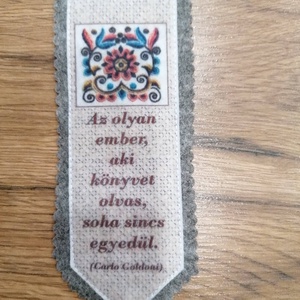 Az olyan
ember,
aki
könyvet
olvas,
soha sincs
egyedül.
(Carlo Goldoni)